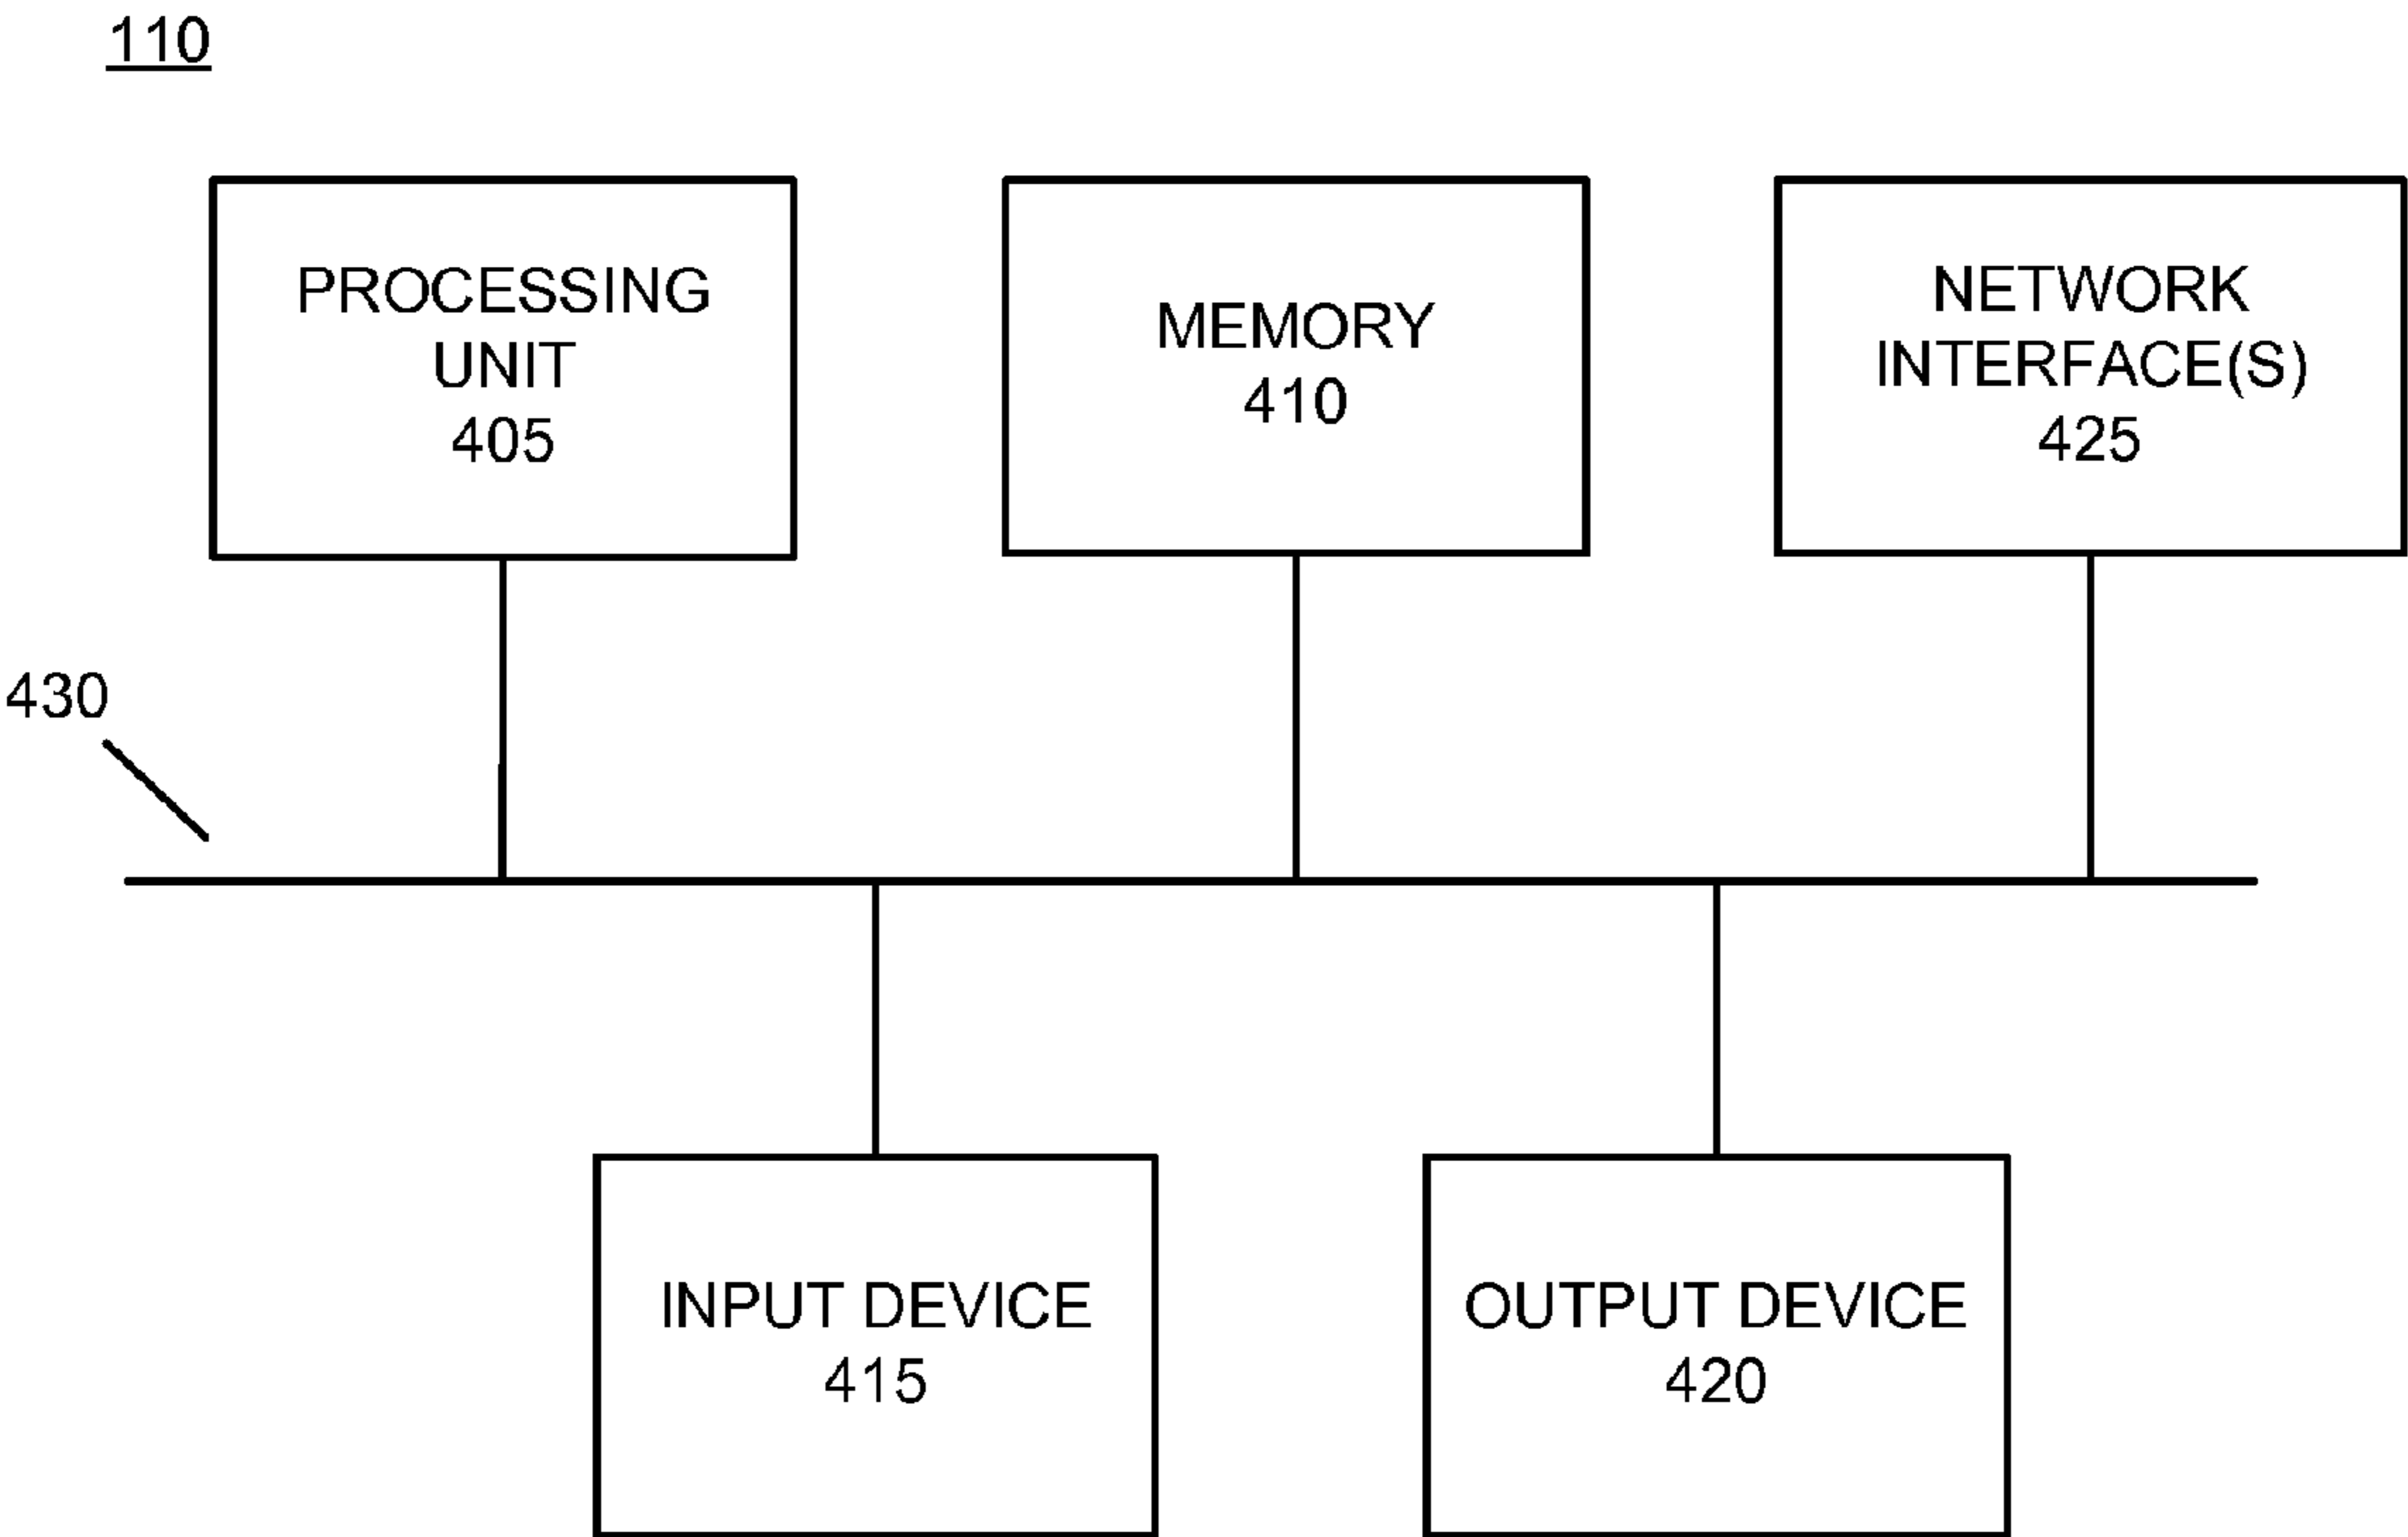 110
PROCESSING
UNIT
405
MEMORY
410
NETWORK
INTERFACE(S)
425
430
INPUT DEVICE
415
OUTPUT DEVICE
420